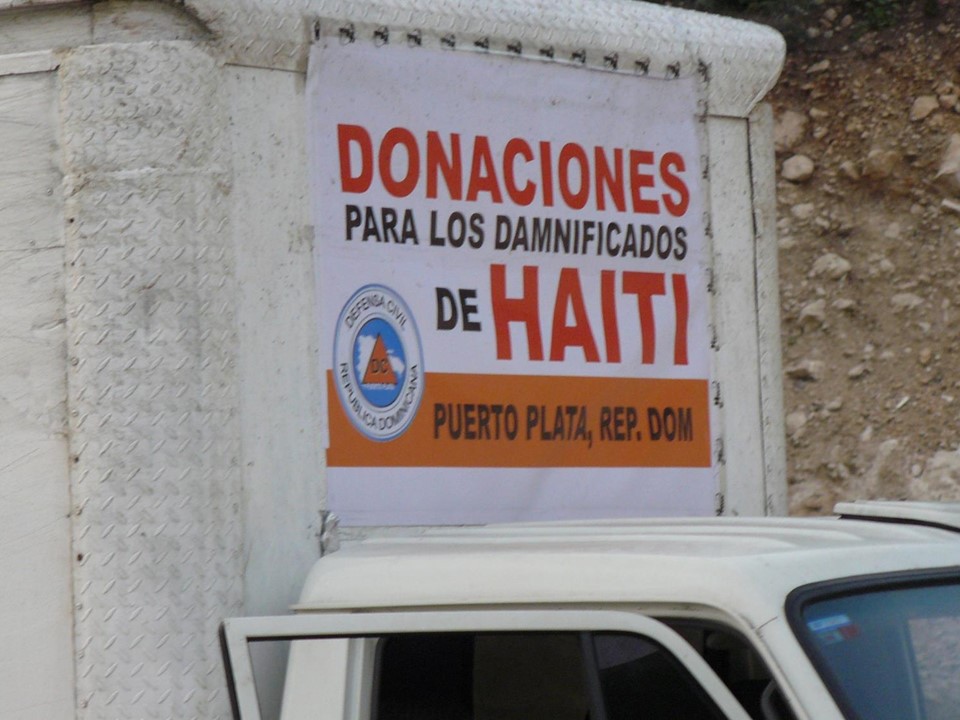 DONACIONES
PARA LOS DAMNIFICADOS
DE HAITI
DEFENSA CIVIL
DC
REPUBLICA DOMINICANA
PUERTO PLATA, REP. DOM